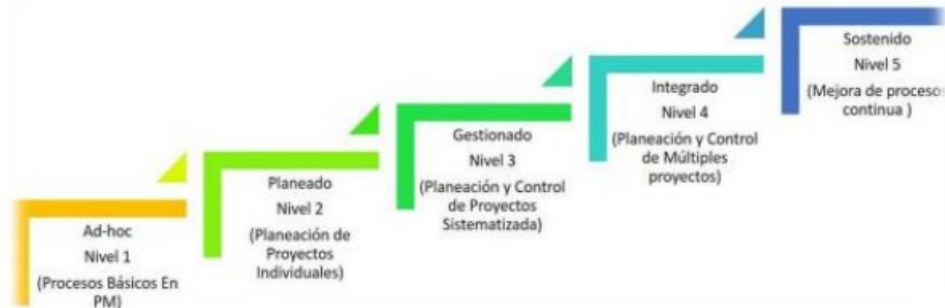 Ad-hoc
Nivel 1
(Procesos Básicos En
PM)
Planeado
Nivel 2
(Planeación de
Proyectos
Individuales)
Gestionado
Nivel 3
(Planeación y Control
de Proyectos
Sistematizada)
Integrado
Nivel 4
(Planeación y Control
de Múltiples
proyectos)
Sostenido
Nivel 5
(Mejora de procesos
continua )